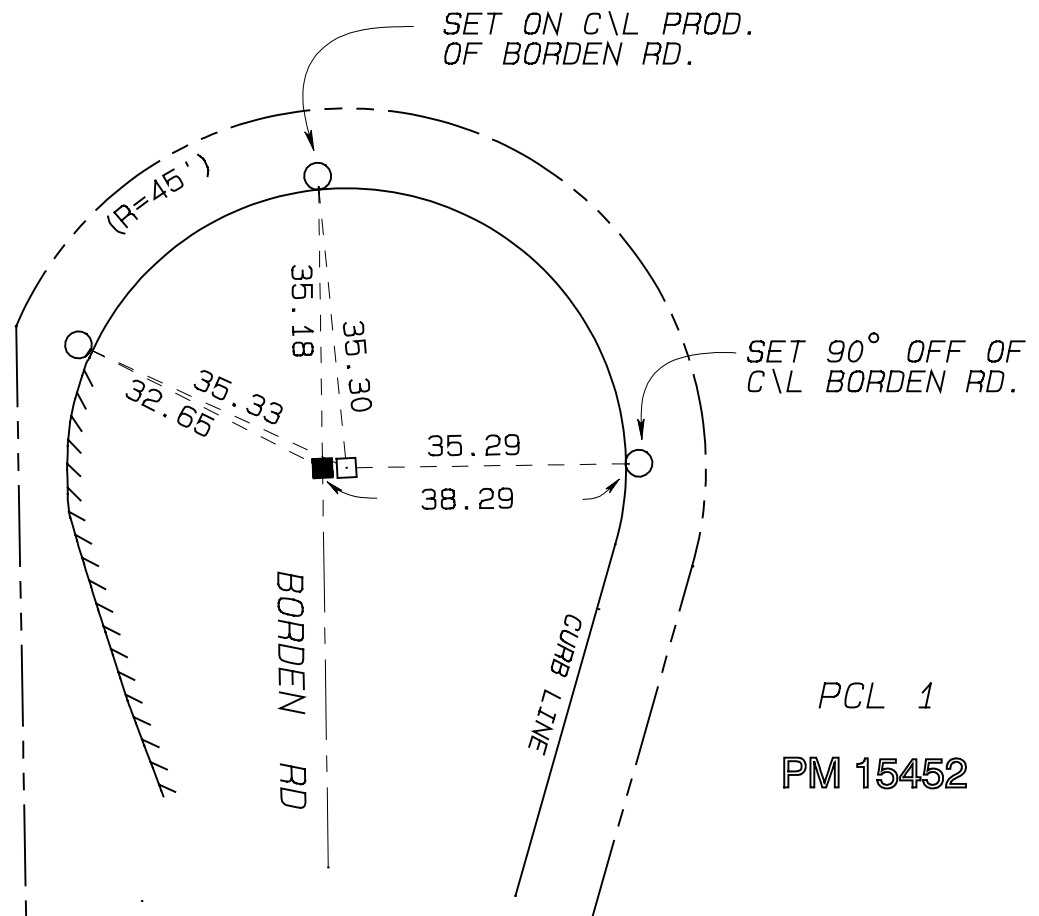 SET ON C\L PROD.
OF BORDEN RD.
(R=45')
35.18
35.30
SET 90° OFF OF
C\L BORDEN RD.
35.33
32.65
35.29
38.29
BORDEN RD
CURB LINE
PCL 1
PM 15452